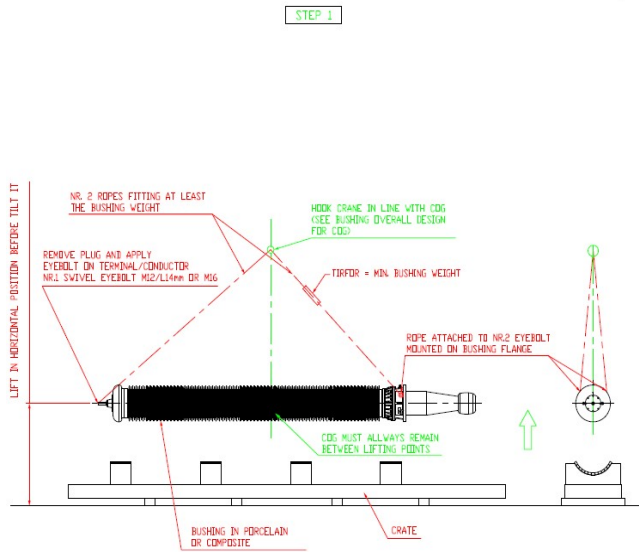 STEP 1
NR. 2 ROPES FITTING AT LEAST
THE BUSHING WEIGHT
HOOK CRANE IN LINE WITH COG
(SEE BUSHING OVERALL DESIGN
FOR COG)
REMOVE PLUG AND APPLY
EYEBOLT ON TERMINAL/CONDUCTOR
NR.1 SWIVEL EYEBOLT M12/L14mm OR M16
TIRFOR = MIN. BUSHING WEIGHT
LIFT IN HORIZONTAL POSITION BEFORE TILT IT
ROPE ATTACHED TO NR.2 EYEBOLT
MOUNTED ON BUSHING FLANGE
COG MUST ALLWAYS REMAIN
BETWEEN LIFTING POINTS
BUSHING IN PORCELAIN
OR COMPOSITE
CRATE